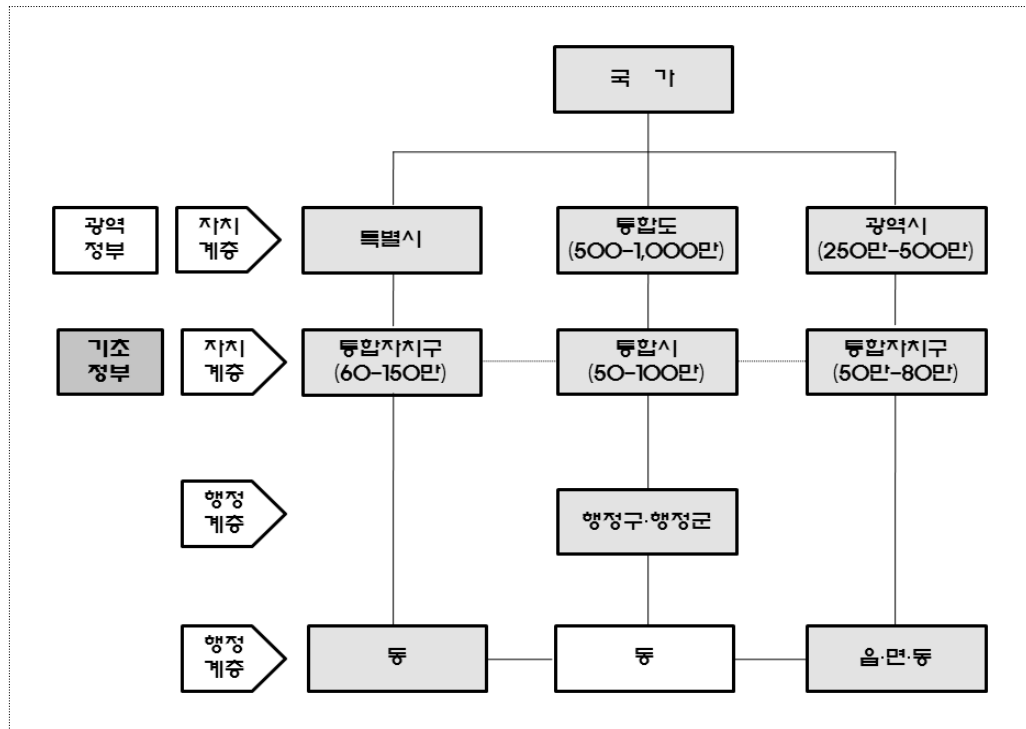 국 가
광역
정부
자치
계층
특별시
통합도
(500-1,000만)
광역시
(250만-500만)
기초
정부
자치
계층
통합자치구
(60-150만)
통합시
(50-100만)
통합자치구
(50만-80만)
행정
계층
행정구·행정군
행정
계층
동
동
읍·면·동